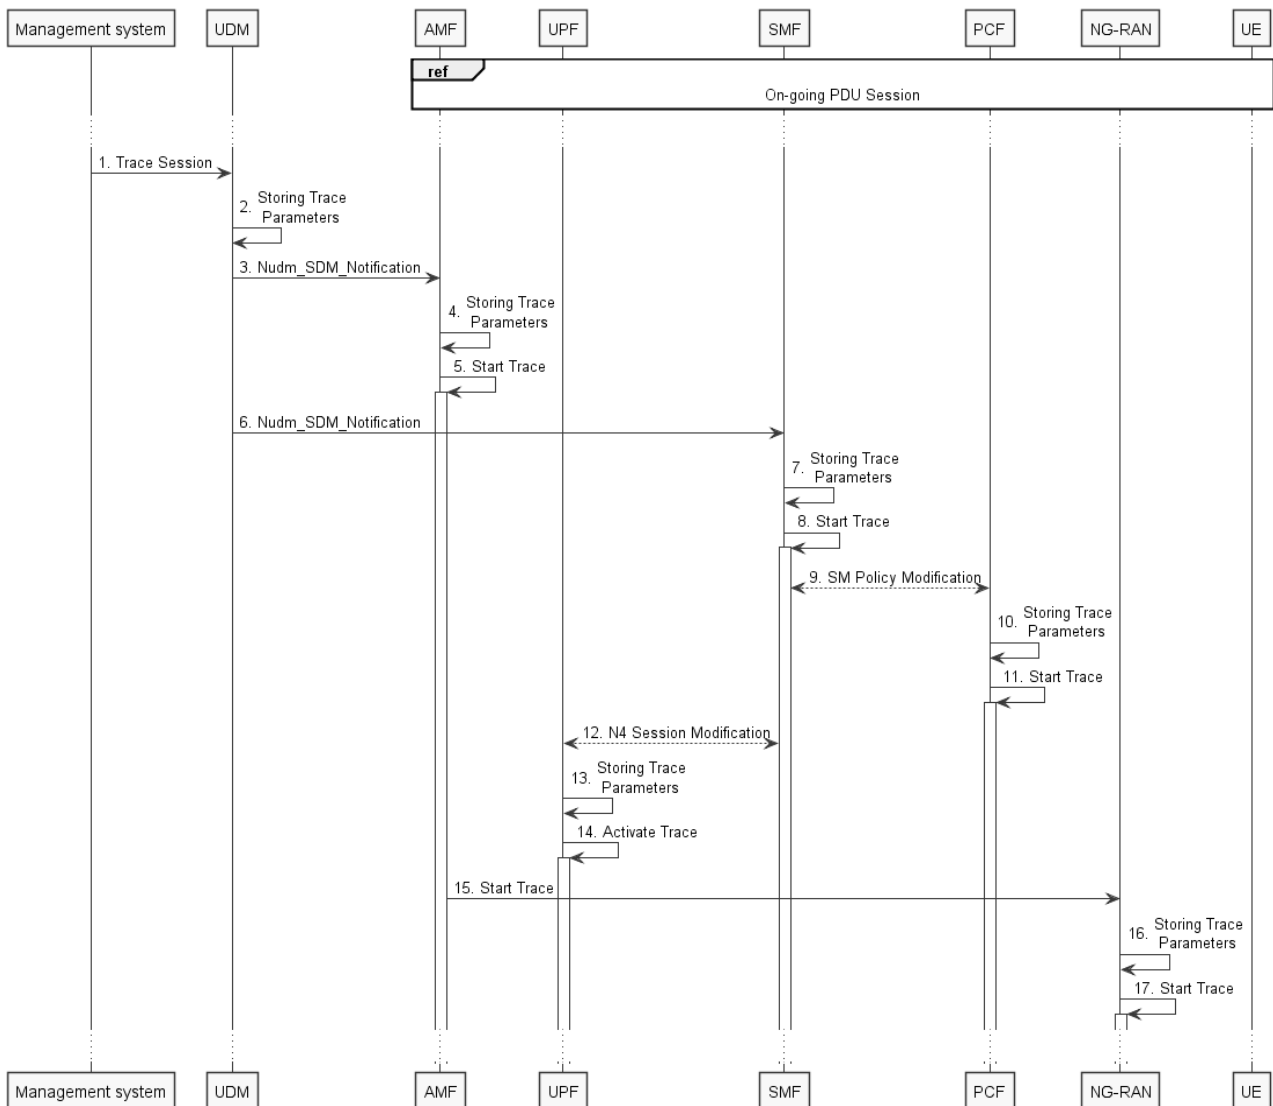 Management system UDM AMF UPF SMF PCF NG-RAN UE
ref
On-going PDU Session
1. Trace Session
2. Storing Trace
Parameters
3. Nudm_SDM_Notification
4. Storing Trace
Parameters
5. Start Trace
6. Nudm_SDM_Notification
7. Storing Trace
Parameters
8. Start Trace
9. SM Policy Modification
10. Storing Trace
Parameters
11. Start Trace
12. N4 Session Modification
13. Storing Trace
Parameters
14. Activate Trace
15. Start Trace
16. Storing Trace
Parameters
17. Start Trace
Management system UDM AMF UPF SMF PCF NG-RAN UE